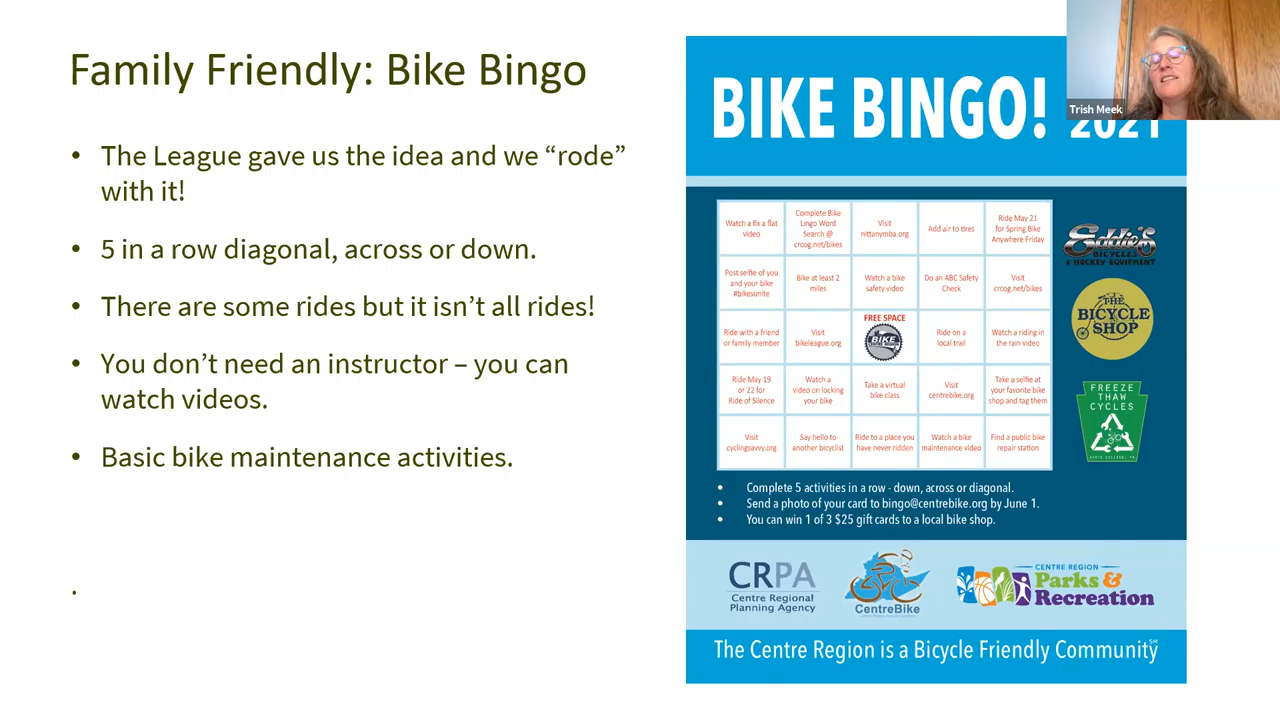 Family Friendly: Bike Bingo
• The League gave us the idea and we “rode”
with it!
• 5 in a row diagonal, across or down.
• There are some rides but it isn’t all rides!
• You don’t need an instructor – you can
watch videos.
• Basic bike maintenance activities.
.
Trish Meek
BIKE BINGO! 2021
Watch a fix a flat
video
Complete Bike
Lingo Word
Search @
crcog.net/bikes
Visit
nittanymba.org
Add air to tires
Ride May 21
for Spring Bike
Anywhere Friday
Post selfie of you
and your bike
#bikesunite
Bike at least 2
miles
Watch a bike
safety video
Do an ABC Safety
Check
Visit
crcog.net/bikes
Ride with a friend
or family member
Visit
bikeleague.org
FREE SPACE
BIKE
Ride on a
local trail
Watch a riding in
the rain video
Ride May 19
or 22 for
Ride of Silence
Watch a
video on locking
your bike
Take a virtual
bike class
Visit
centrebike.org
Take a selfie at
your favorite bike
shop and tag them
Visit
cyclingsavvy.org
Say hello to
another bicyclist
Ride to a place you
have never ridden
Watch a bike
maintenance video
Find a public bike
repair station
Eddie's
BICYCLES
& HOCKEY EQUIPMENT
THE
BICYCLE
SHOP
FREEZE
THAW
CYCLES
STATE COLLEGE, PA
• Complete 5 activities in a row - down, across or diagonal.
• Send a photo of your card to bingo@centrebike.org by June 1.
• You can win 1 of 3 $25 gift cards to a local bike shop.
CRPA
Centre Regional
Planning Agency
CentreBike
CENTRE REGION
Parks &
Recreation
The Centre Region is a Bicycle Friendly Community℠